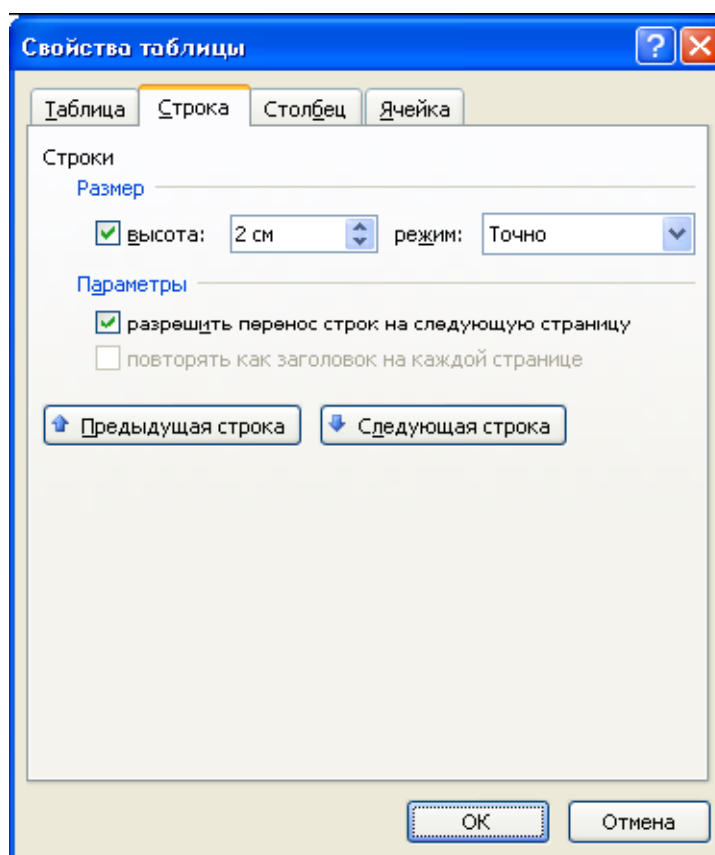 Свойства таблицы
Таблица Строка Столбец Ячейка
Строки
Размер
высота: 2 см режим: Точно
Параметры
разрешить перенос строк на следующую страницу
повторять как заголовок на каждой странице
Предыдущая строка Следующая строка
ОК Отмена